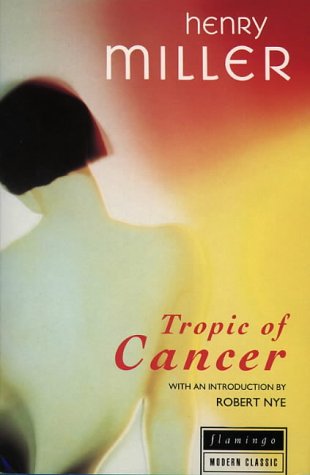 Henry
MILLER
Tropic of
Cancer
WITH AN INTRODUCTION BY
ROBERT NYE
flamingo
MODERN CLASSIC